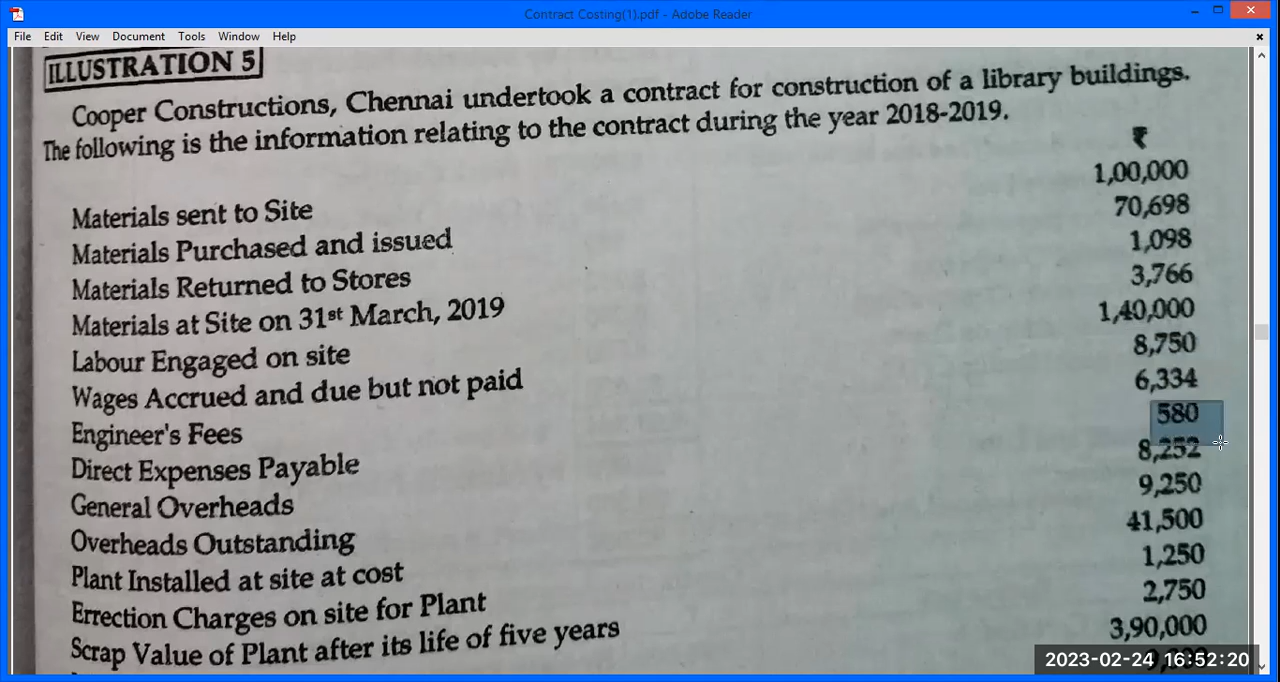 Contract Costing(1).pdf - Adobe Reader
File Edit View Document Tools Window Help
ILLUSTRATION 5
Cooper Constructions, Chennai undertook a contract for construction of a library buildings.
The following is the information relating to the contract during the year 2018-2019.
₹
Materials sent to Site 1,00,000
Materials Purchased and issued 70,698
Materials Returned to Stores 1,098
Materials at Site on 31st March, 2019 3,766
Labour Engaged on site 1,40,000
Wages Accrued and due but not paid 8,750
Engineer's Fees 6,334
Direct Expenses Payable 580
General Overheads 8,252
Overheads Outstanding 9,250
Plant Installed at site at cost 41,500
Errection Charges on site for Plant 1,250
Scrap Value of Plant after its life of five years 2,750
3,90,000
2023-02-24 16:52:20